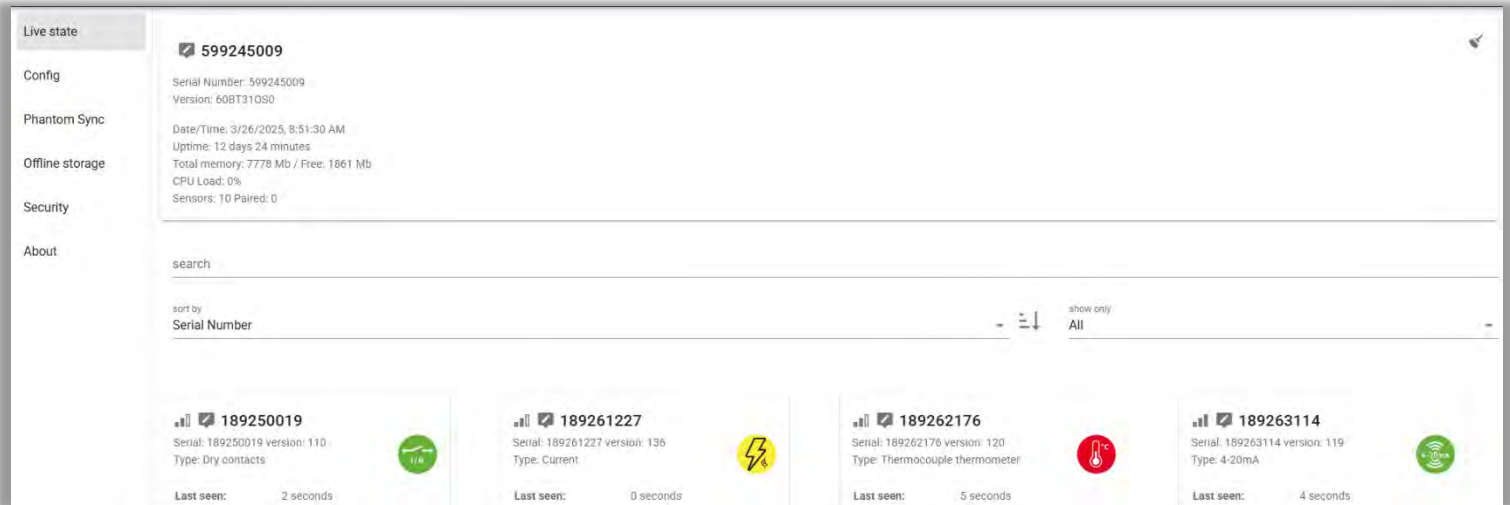 Live state
Config
Phantom Sync
Offline storage
Security
About
599245009
Serial Number: 599245009
Version: 60BT31OS0
Date/Time: 3/26/2025, 8:51:30 AM
Uptime: 12 days 24 minutes
Total memory: 7778 Mb / Free: 1861 Mb
CPU Load: 0%
Sensors: 10 Paired: 0
search
sort by
Serial Number
show only
All
189250019
Serial: 189250019 version: 110
Type: Dry contacts
I/0
Last seen: 2 seconds
189261227
Serial: 189261227 version: 136
Type: Current
Last seen: 0 seconds
189262176
Serial: 189262176 version: 120
Type: Thermocouple thermometer
°C
Last seen: 5 seconds
189263114
Serial: 189263114 version: 119
Type: 4-20mA
4-20mA
Last seen: 4 seconds